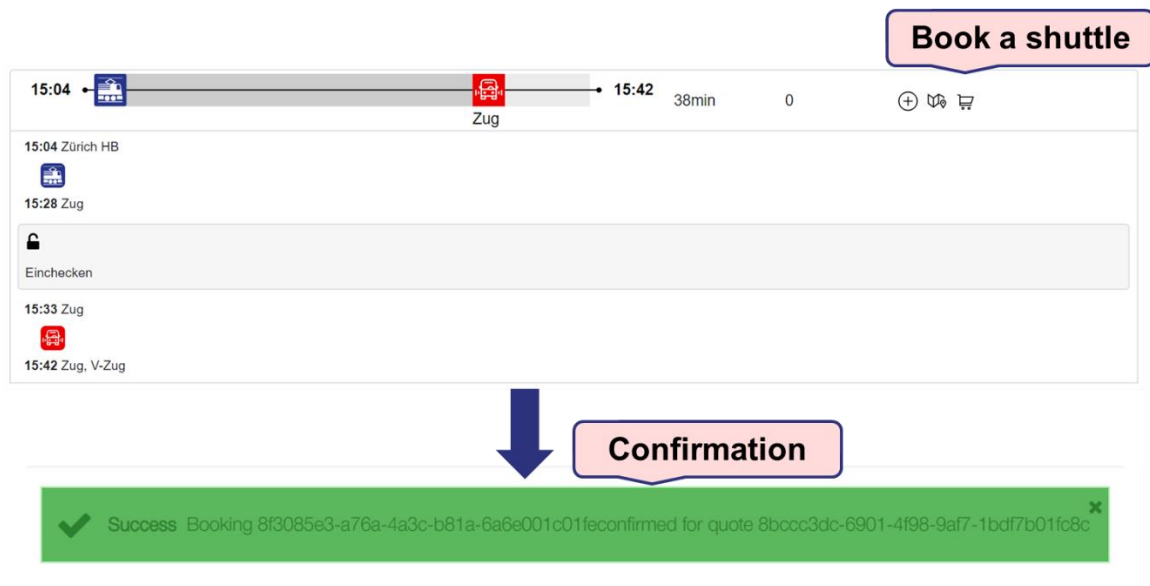 Book a shuttle
15:04
15:42
38min
0
Zug
15:04 Zürich HB
15:28 Zug
Einchecken
15:33 Zug
15:42 Zug, V-Zug
Confirmation
Success Booking 8f3085e3-a76a-4a3c-b81a-6a6e001c01feconfirmed for quote 8bccc3dc-6901-4f98-9af7-1bdf7b01fc8c